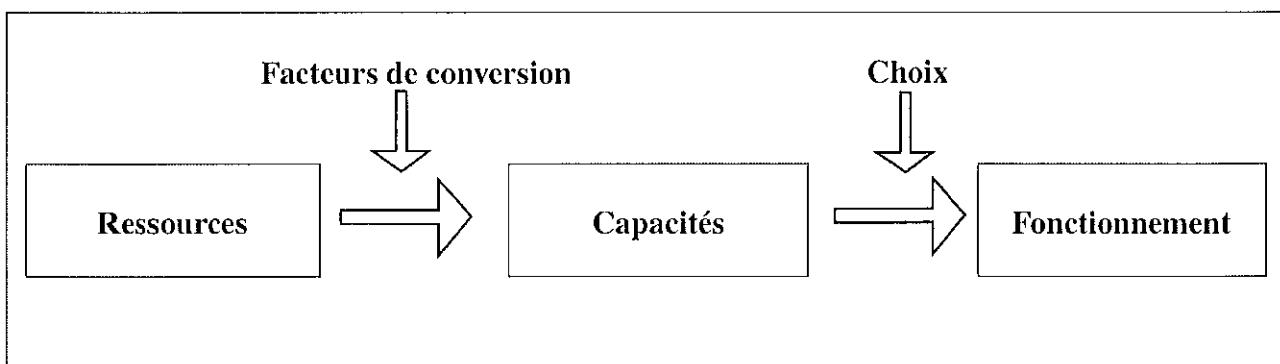 Facteurs de conversion
Choix
Ressources
Capacités
Fonctionnement